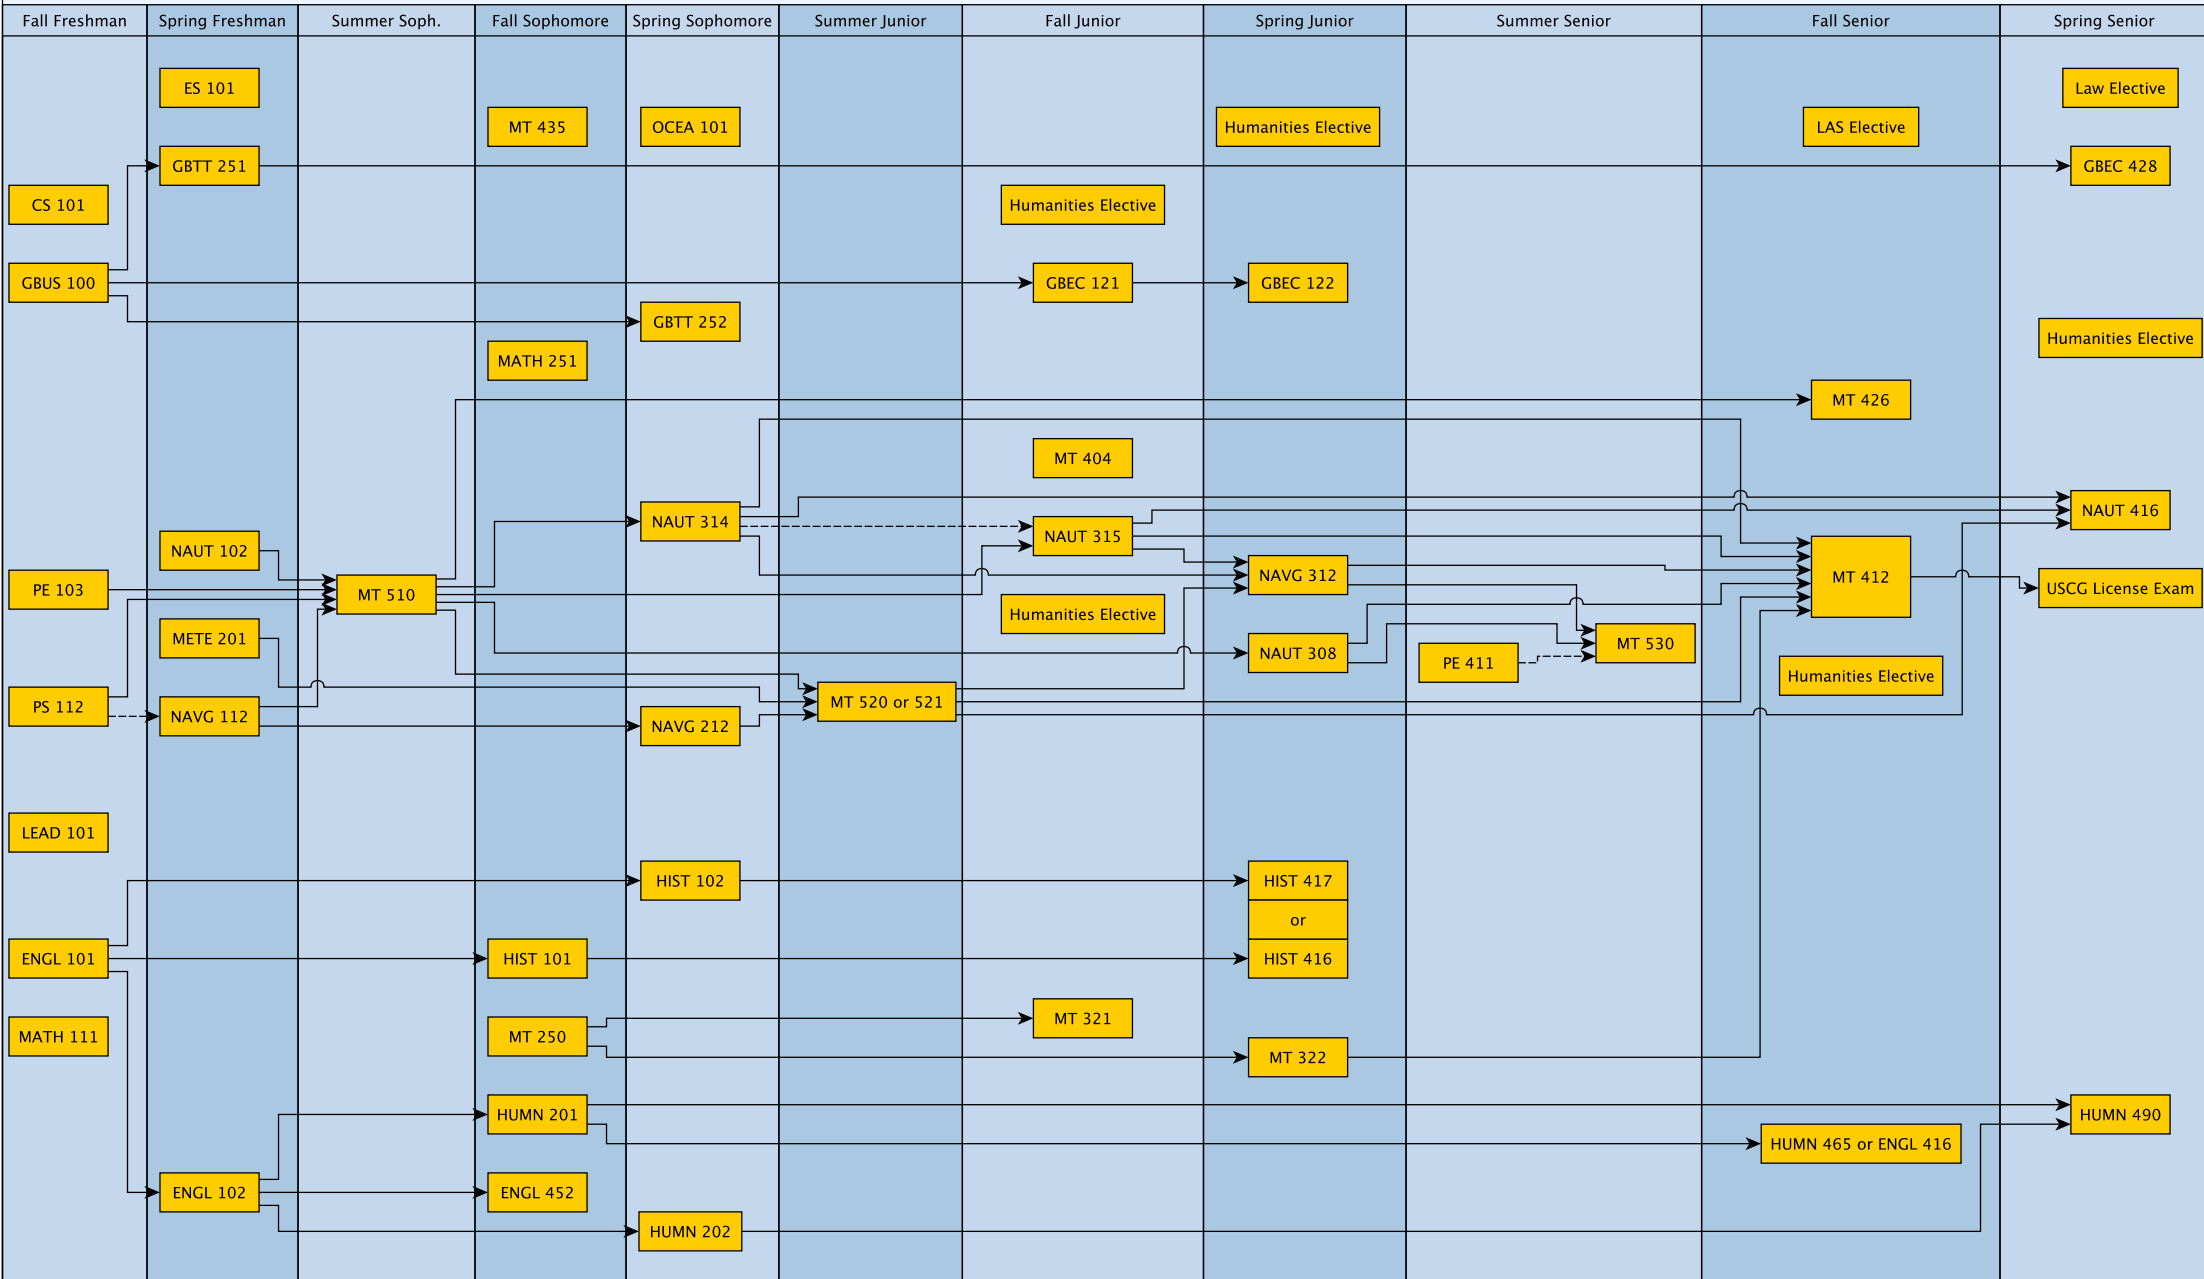 Fall Freshman
Spring Freshman
Summer Soph.
Fall Sophomore
Spring Sophomore
Summer Junior
Fall Junior
Spring Junior
Summer Senior
Fall Senior
Spring Senior
CS 101
GBUS 100
PE 103
PS 112
LEAD 101
ENGL 101
MATH 111
ES 101
GBTT 251
NAUT 102
METE 201
NAVG 112
ENGL 102
MT 510
MT 435
MATH 251
HIST 101
MT 250
HUMN 201
ENGL 452
OCEA 101
GBTT 252
NAUT 314
NAVG 212
HIST 102
HUMN 202
MT 520 or 521
Humanities Elective
GBEC 121
MT 404
NAUT 315
Humanities Elective
MT 321
Humanities Elective
GBEC 122
NAVG 312
NAUT 308
HIST 417
or
HIST 416
MT 322
PE 411
MT 530
LAS Elective
MT 426
MT 412
Humanities Elective
HUMN 465 or ENGL 416
Law Elective
GBEC 428
Humanities Elective
NAUT 416
USCG License Exam
HUMN 490